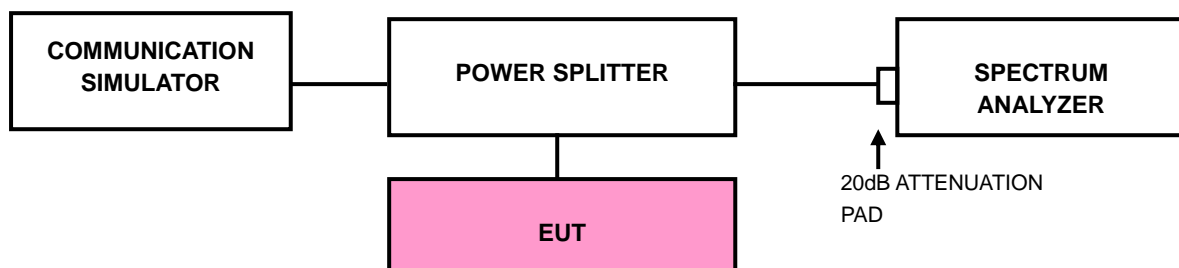 COMMUNICATION
SIMULATOR
POWER SPLITTER
SPECTRUM
ANALYZER
20dB ATTENUATION
PAD
EUT